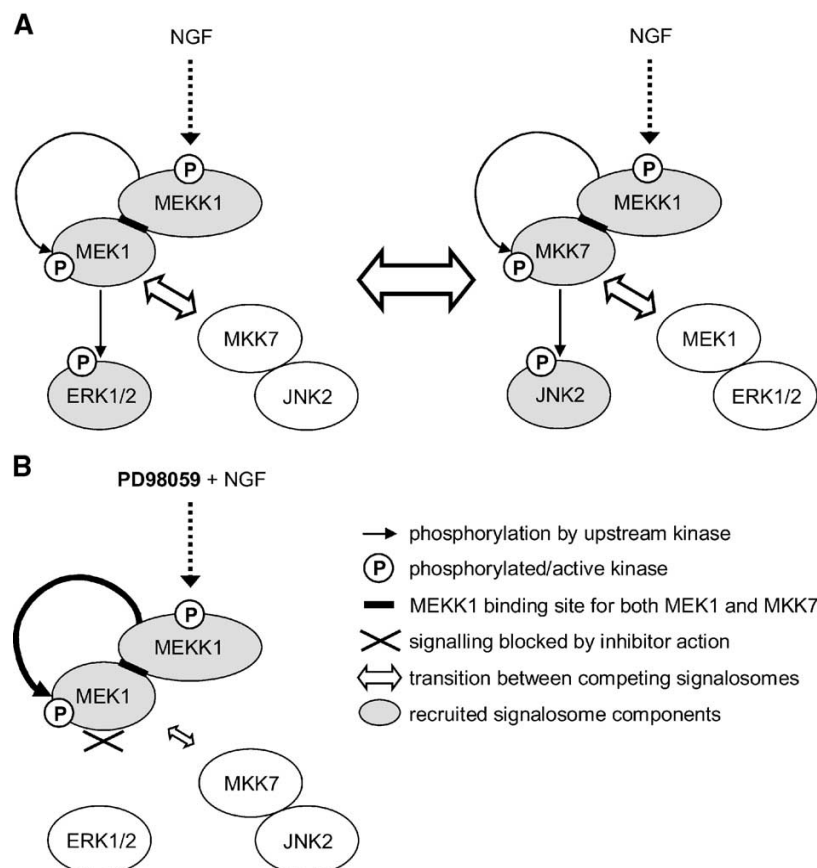 A
NGF
NGF
P
MEKK1
P
MEKK1
MEK1
P
MKK7
P
MKK7
MEK1
P
ERK1/2
JNK2
P
JNK2
ERK1/2
B
PD98059 + NGF
P
MEKK1
MEK1
P
MKK7
ERK1/2
JNK2
phosphorylation by upstream kinase
P phosphorylated/active kinase
MEKK1 binding site for both MEK1 and MKK7
signalling blocked by inhibitor action
transition between competing signalosomes
recruited signalosome components